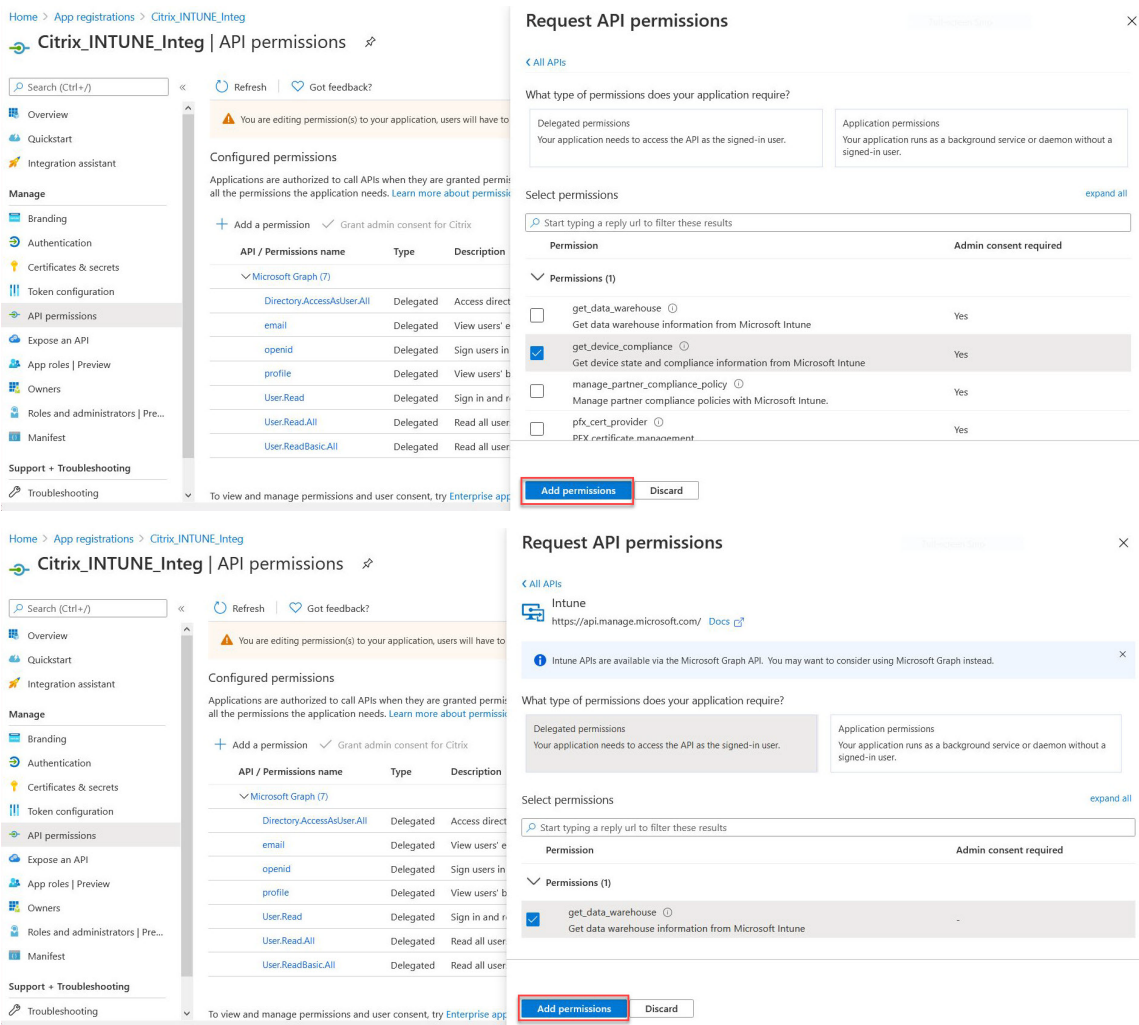 Home > App registrations > Citrix_INTUNE_Integ
Citrix_INTUNE_Integ | API permissions
Search (Ctrl+/)
«
Overview
Quickstart
Integration assistant
Manage
Branding
Authentication
Certificates & secrets
Token configuration
API permissions
Expose an API
App roles | Preview
Owners
Roles and administrators | Pre...
Manifest
Support + Troubleshooting
Troubleshooting
Refresh | Got feedback?
You are editing permission(s) to your application, users will have to
Configured permissions
Applications are authorized to call APIs when they are granted permis
all the permissions the application needs. Learn more about permissio
+ Add a permission Grant admin consent for Citrix
API / Permissions name Type Description
Microsoft Graph (7)
Directory.AccessAsUser.All Delegated Access direct
email Delegated View users' e
openid Delegated Sign users in
profile Delegated View users' b
User.Read Delegated Sign in and r
User.Read.All Delegated Read all user
User.ReadBasic.All Delegated Read all user
To view and manage permissions and user consent, try Enterprise app
Request API permissions
All APIs
What type of permissions does your application require?
Delegated permissions
Your application needs to access the API as the signed-in user.
Application permissions
Your application runs as a background service or daemon without a
signed-in user.
Select permissions expand all
Start typing a reply url to filter these results
Permission Admin consent required
Permissions (1)
get_data_warehouse
Get data warehouse information from Microsoft Intune
Yes
get_device_compliance
Get device state and compliance information from Microsoft Intune
Yes
manage_partner_compliance_policy
Manage partner compliance policies with Microsoft Intune.
Yes
pfx_cert_provider
PFX certificate management
Yes
Add permissions Discard
Home > App registrations > Citrix_INTUNE_Integ
Citrix_INTUNE_Integ | API permissions
Search (Ctrl+/)
«
Overview
Quickstart
Integration assistant
Manage
Branding
Authentication
Certificates & secrets
Token configuration
API permissions
Expose an API
App roles | Preview
Owners
Roles and administrators | Pre...
Manifest
Support + Troubleshooting
Troubleshooting
Refresh | Got feedback?
You are editing permission(s) to your application, users will have to
Configured permissions
Applications are authorized to call APIs when they are granted permis
all the permissions the application needs. Learn more about permissio
+ Add a permission Grant admin consent for Citrix
API / Permissions name Type Description
Microsoft Graph (7)
Directory.AccessAsUser.All Delegated Access direct
email Delegated View users' e
openid Delegated Sign users in
profile Delegated View users' b
User.Read Delegated Sign in and r
User.Read.All Delegated Read all user
User.ReadBasic.All Delegated Read all user
To view and manage permissions and user consent, try Enterprise app
Request API permissions
All APIs
Intune
https://api.manage.microsoft.com/ Docs
Intune APIs are available via the Microsoft Graph API. You may want to consider using Microsoft Graph instead.
What type of permissions does your application require?
Delegated permissions
Your application needs to access the API as the signed-in user.
Application permissions
Your application runs as a background service or daemon without a
signed-in user.
Select permissions expand all
Start typing a reply url to filter these results
Permission Admin consent required
Permissions (1)
get_data_warehouse
Get data warehouse information from Microsoft Intune
-
Add permissions Discard